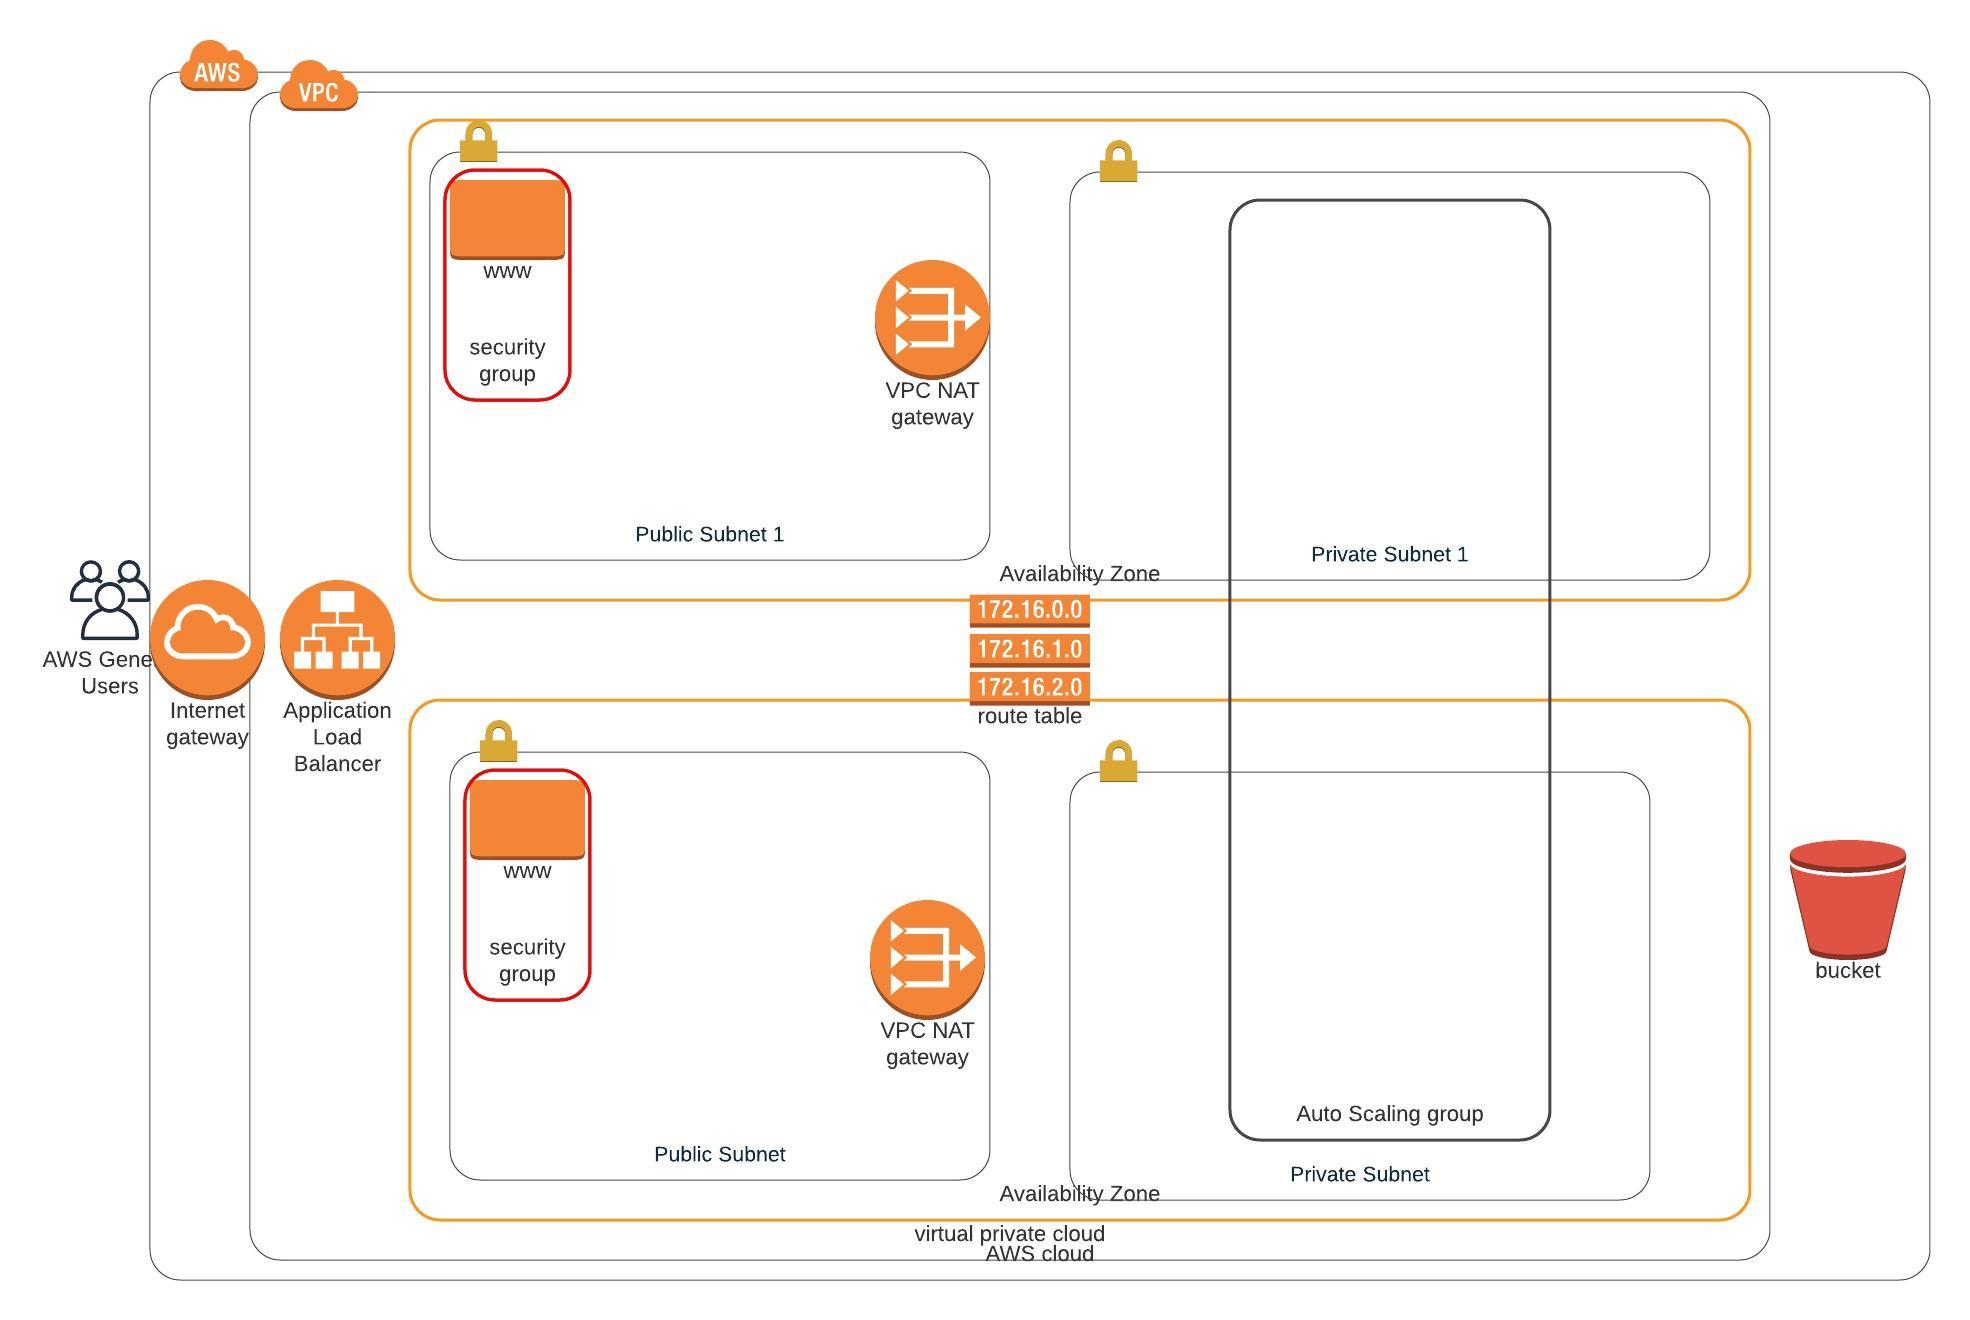 AWS
VPC
www
security
group
VPC NAT
gateway
Public Subnet 1
Private Subnet 1
Availability Zone
172.16.0.0
172.16.1.0
172.16.2.0
route table
AWS Gene
Users
Internet
gateway
Application
Load
Balancer
www
security
group
VPC NAT
gateway
Public Subnet
Auto Scaling group
Private Subnet
Availability Zone
bucket
virtual private cloud
AWS cloud